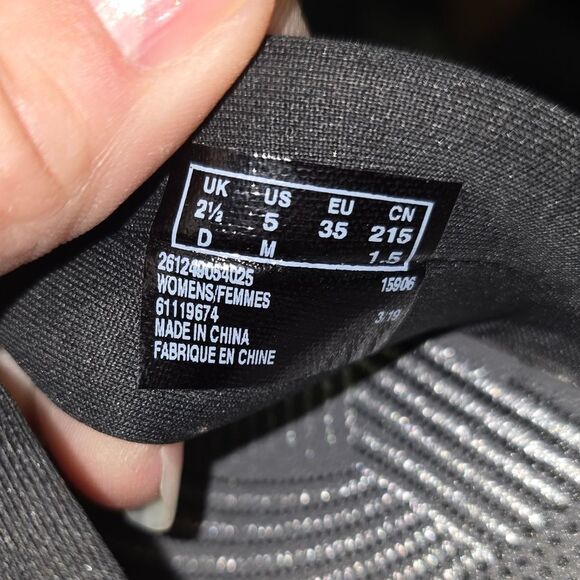 UK US EU CN
2½ 5 35 215
D M 1.5
261249054025 15906
WOMENS/FEMMES
61119674 3/19
MADE IN CHINA
FABRIQUE EN CHINE